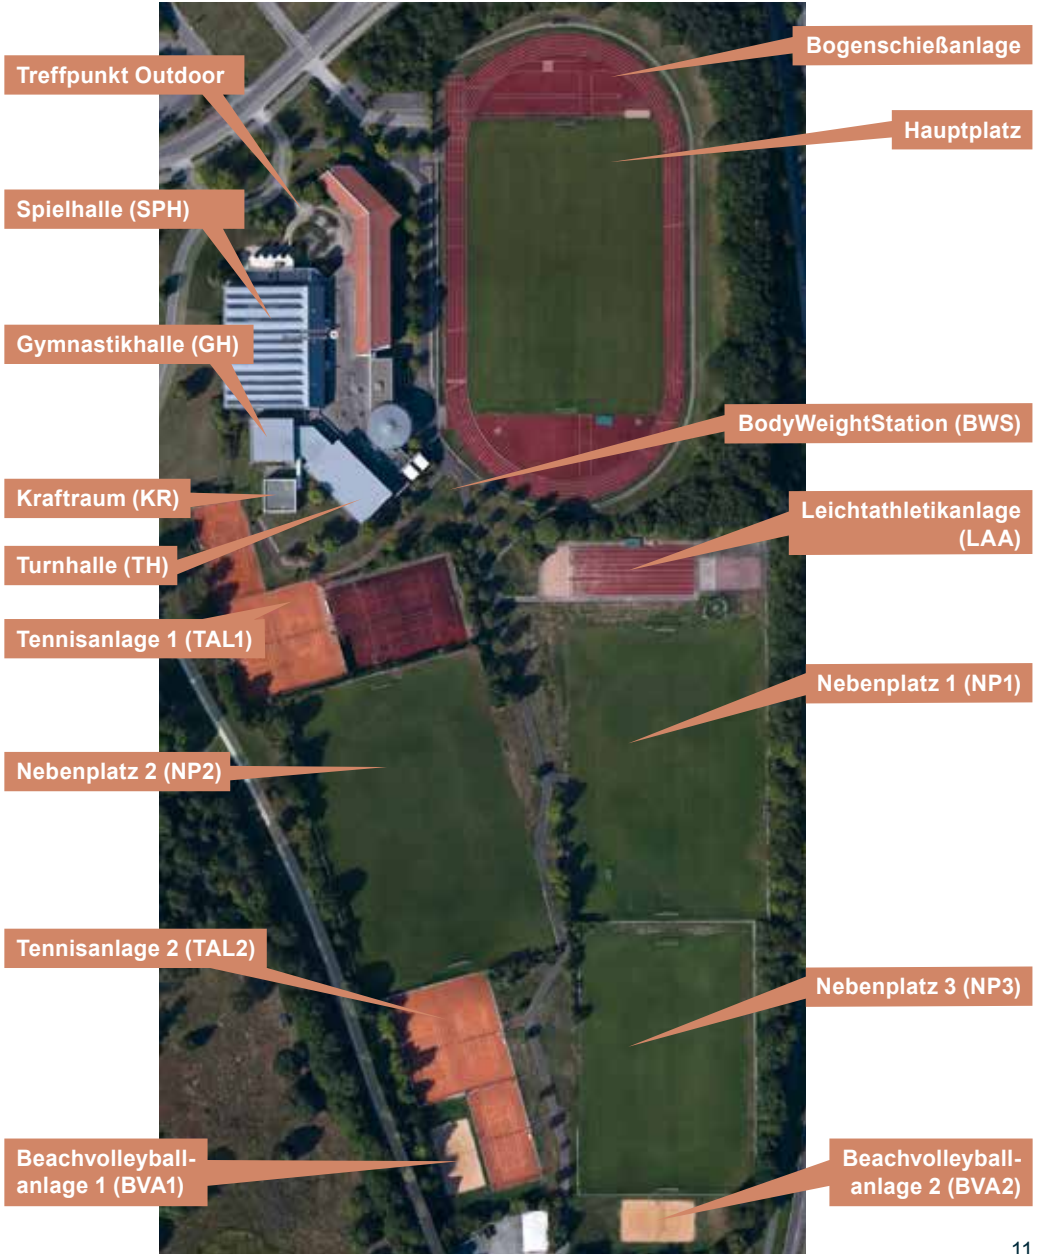 Bogenschießanlage
Treffpunkt Outdoor
Hauptplatz
Spielhalle (SPH)
Gymnastikhalle (GH)
BodyWeightStation (BWS)
Kraftraum (KR)
Leichtathletikanlage
(LAA)
Turnhalle (TH)
Tennisanlage 1 (TAL1)
Nebenplatz 1 (NP1)
Nebenplatz 2 (NP2)
Tennisanlage 2 (TAL2)
Nebenplatz 3 (NP3)
Beachvolleyball-
anlage 1 (BVA1)
Beachvolleyball-
anlage 2 (BVA2)
11